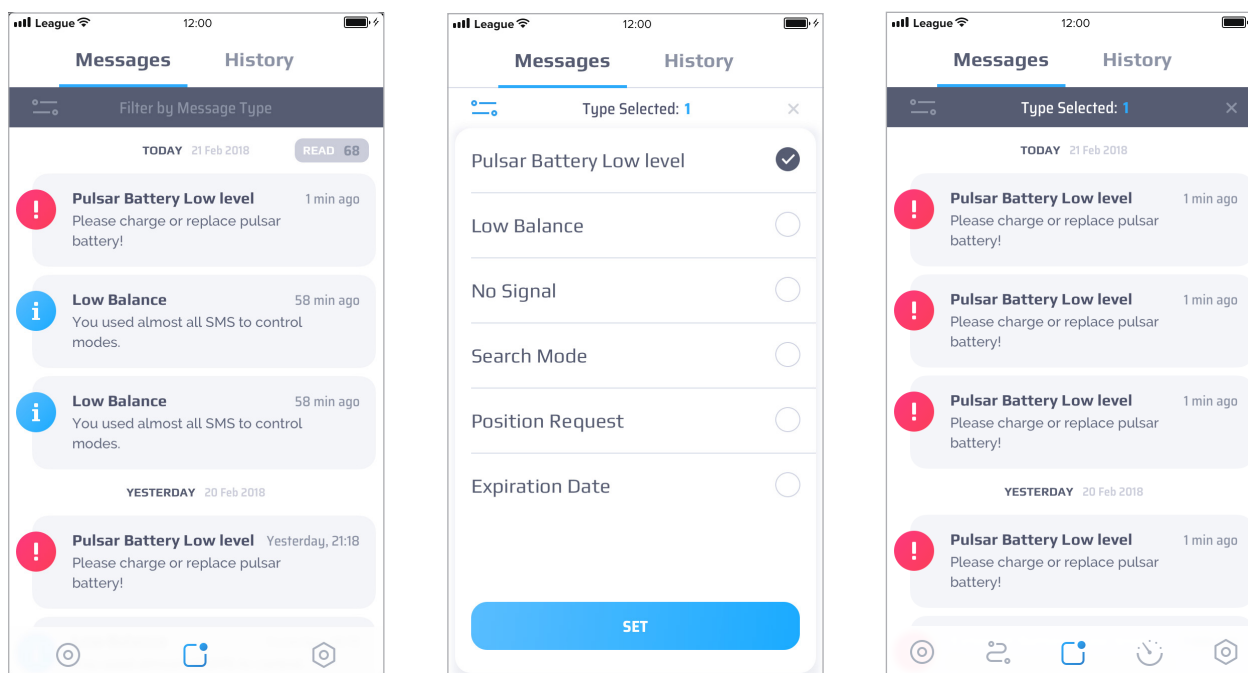 League 12:00
Messages History
Filter by Message Type
TODAY 21 Feb 2018 READ 68
Pulsar Battery Low level 1 min ago
Please charge or replace pulsar
battery!
Low Balance 58 min ago
You used almost all SMS to control
modes.
Low Balance 58 min ago
You used almost all SMS to control
modes.
YESTERDAY 20 Feb 2018
Pulsar Battery Low level Yesterday, 21:18
Please charge or replace pulsar
battery!
League 12:00
Messages History
Type Selected: 1
Pulsar Battery Low level
Low Balance
No Signal
Search Mode
Position Request
Expiration Date
SET
League 12:00
Messages History
Type Selected: 1
TODAY 21 Feb 2018
Pulsar Battery Low level 1 min ago
Please charge or replace pulsar
battery!
Pulsar Battery Low level 1 min ago
Please charge or replace pulsar
battery!
Pulsar Battery Low level 1 min ago
Please charge or replace pulsar
battery!
YESTERDAY 20 Feb 2018
Pulsar Battery Low level 1 min ago
Please charge or replace pulsar
battery!